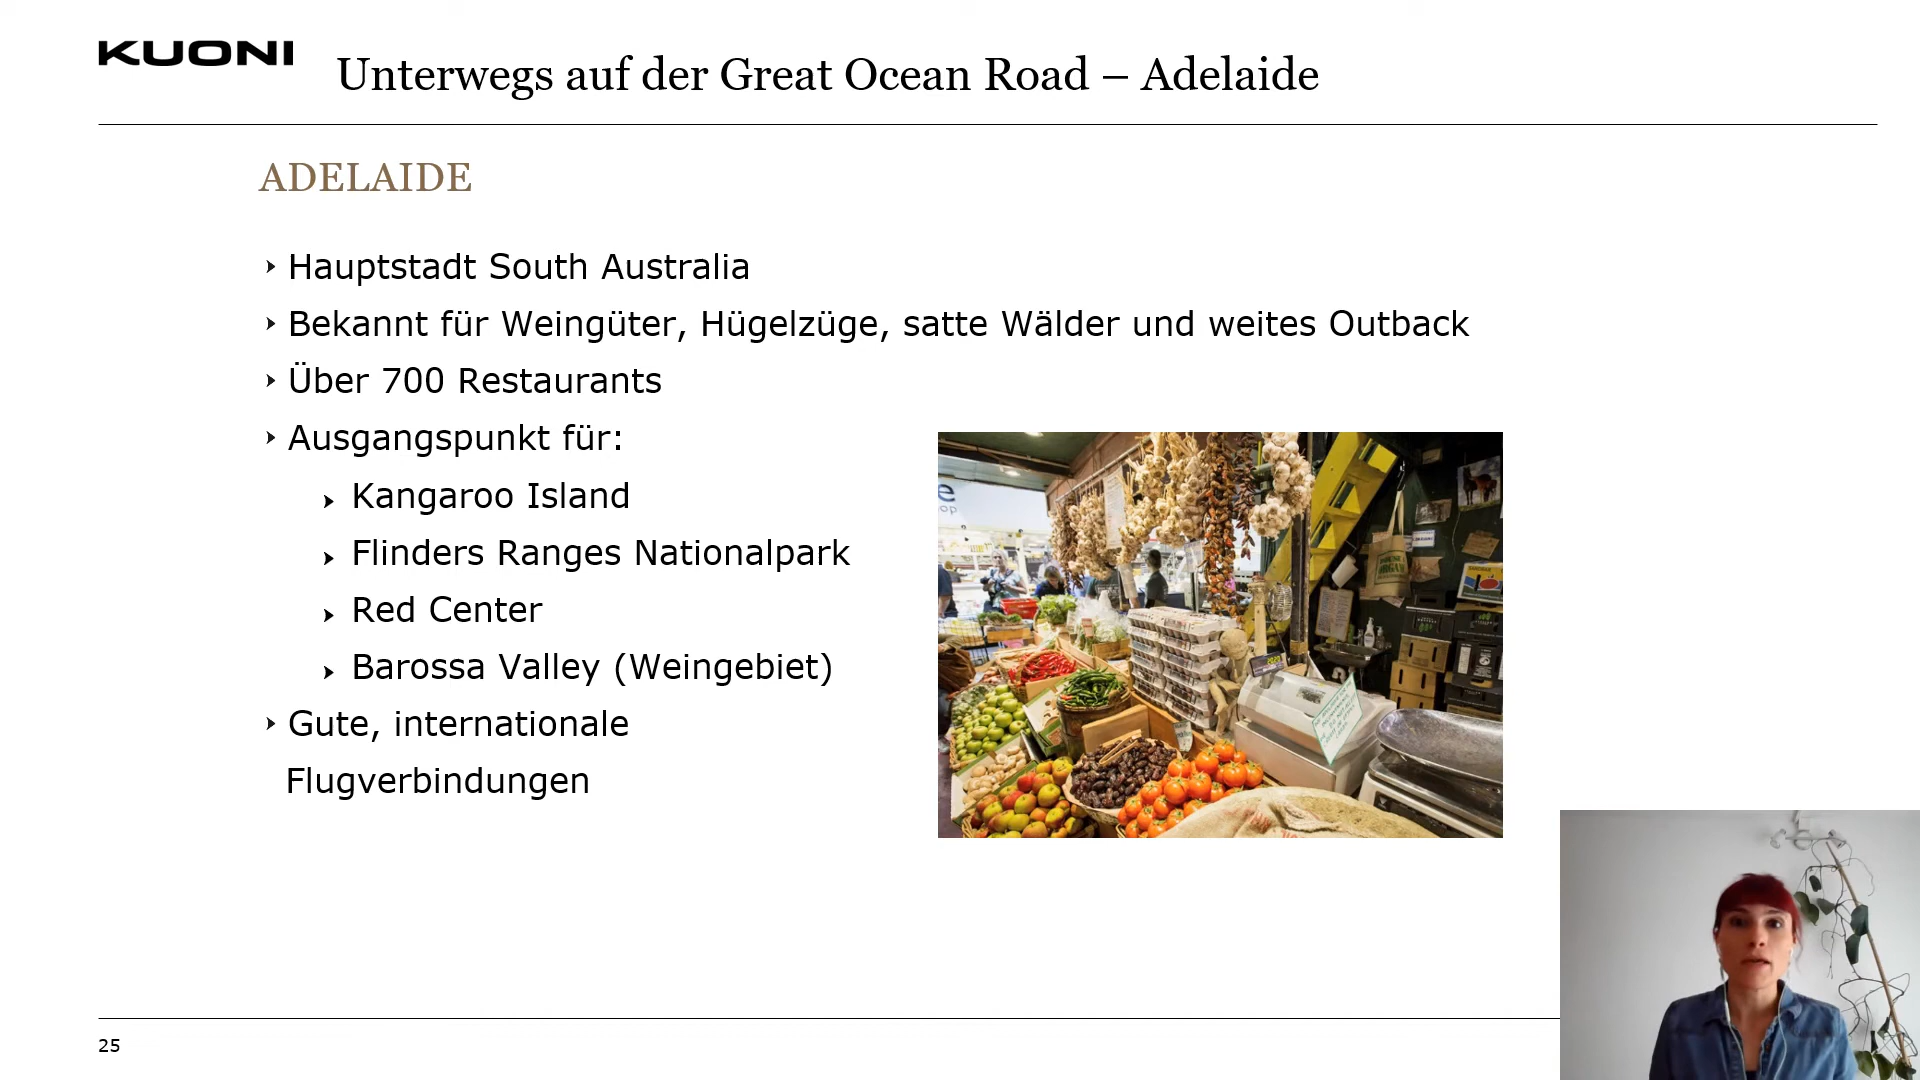 KUONI
Unterwegs auf der Great Ocean Road – Adelaide
ADELAIDE
Hauptstadt South Australia
Bekannt für Weingüter, Hügelzüge, satte Wälder und weites Outback
Über 700 Restaurants
Ausgangspunkt für:
Kangaroo Island
Flinders Ranges Nationalpark
Red Center
Barossa Valley (Weingebiet)
Gute, internationale
Flugverbindungen
25